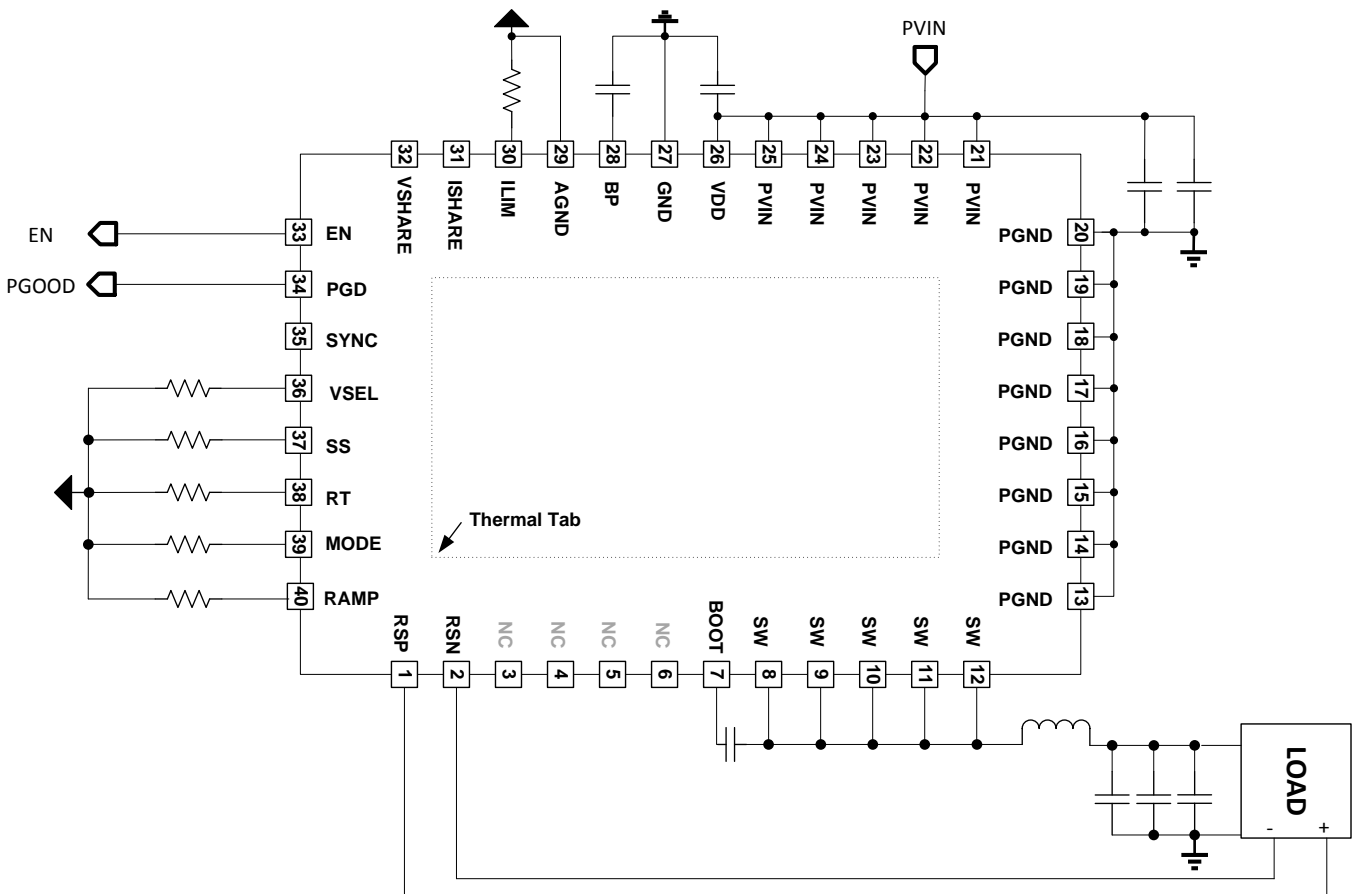 PVIN
32 31 30 29 28 27 26 25 24 23 22 21
VSHARE ISHARE ILIM AGND BP GND VDD PVIN PVIN PVIN PVIN PVIN
EN 33 EN
PGOOD 34 PGD
35 SYNC
36 VSEL
37 SS
38 RT
39 MODE
40 RAMP
PGND 20
PGND 19
PGND 18
PGND 17
PGND 16
PGND 15
PGND 14
PGND 13
Thermal Tab
RSP RSN NC NC NC NC BOOT SW SW SW SW SW
1 2 3 4 5 6 7 8 9 10 11 12
LOAD
- +